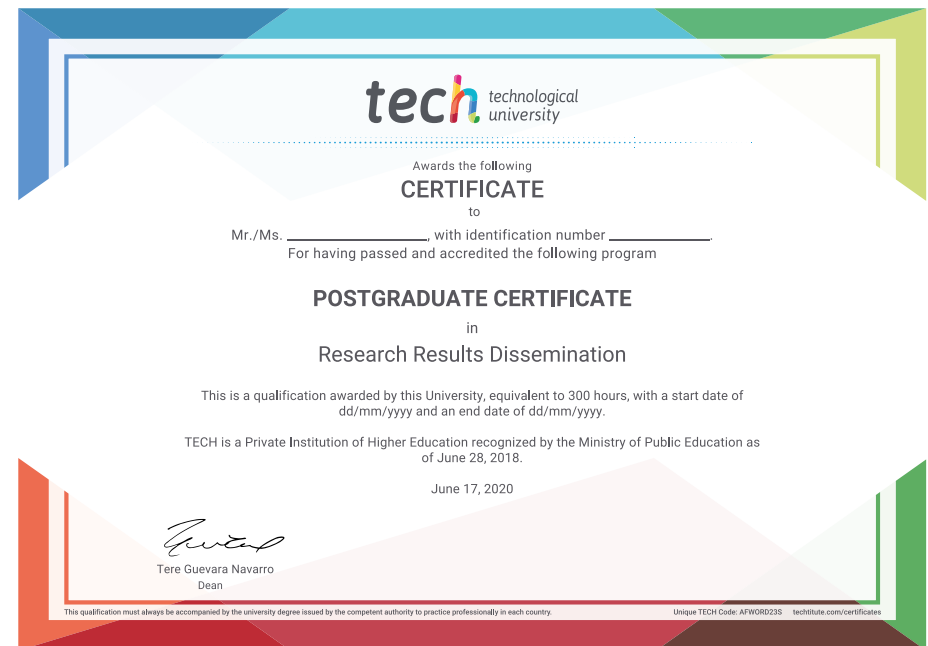 tech technological
university
Awards the following
CERTIFICATE
to
Mr./Ms. ____________, with identification number ____________.
For having passed and accredited the following program
POSTGRADUATE CERTIFICATE
in
Research Results Dissemination
This is a qualification awarded by this University, equivalent to 300 hours, with a start date of
dd/mm/yyyy and an end date of dd/mm/yyyy.
TECH is a Private Institution of Higher Education recognized by the Ministry of Public Education as
of June 28, 2018.
June 17, 2020
Tere Guevara Navarro
Dean
This qualification must always be accompanied by the university degree issued by the competent authority to practice professionally in each country.
Unique TECH Code: AFWORD23S techtitute.com/certificates